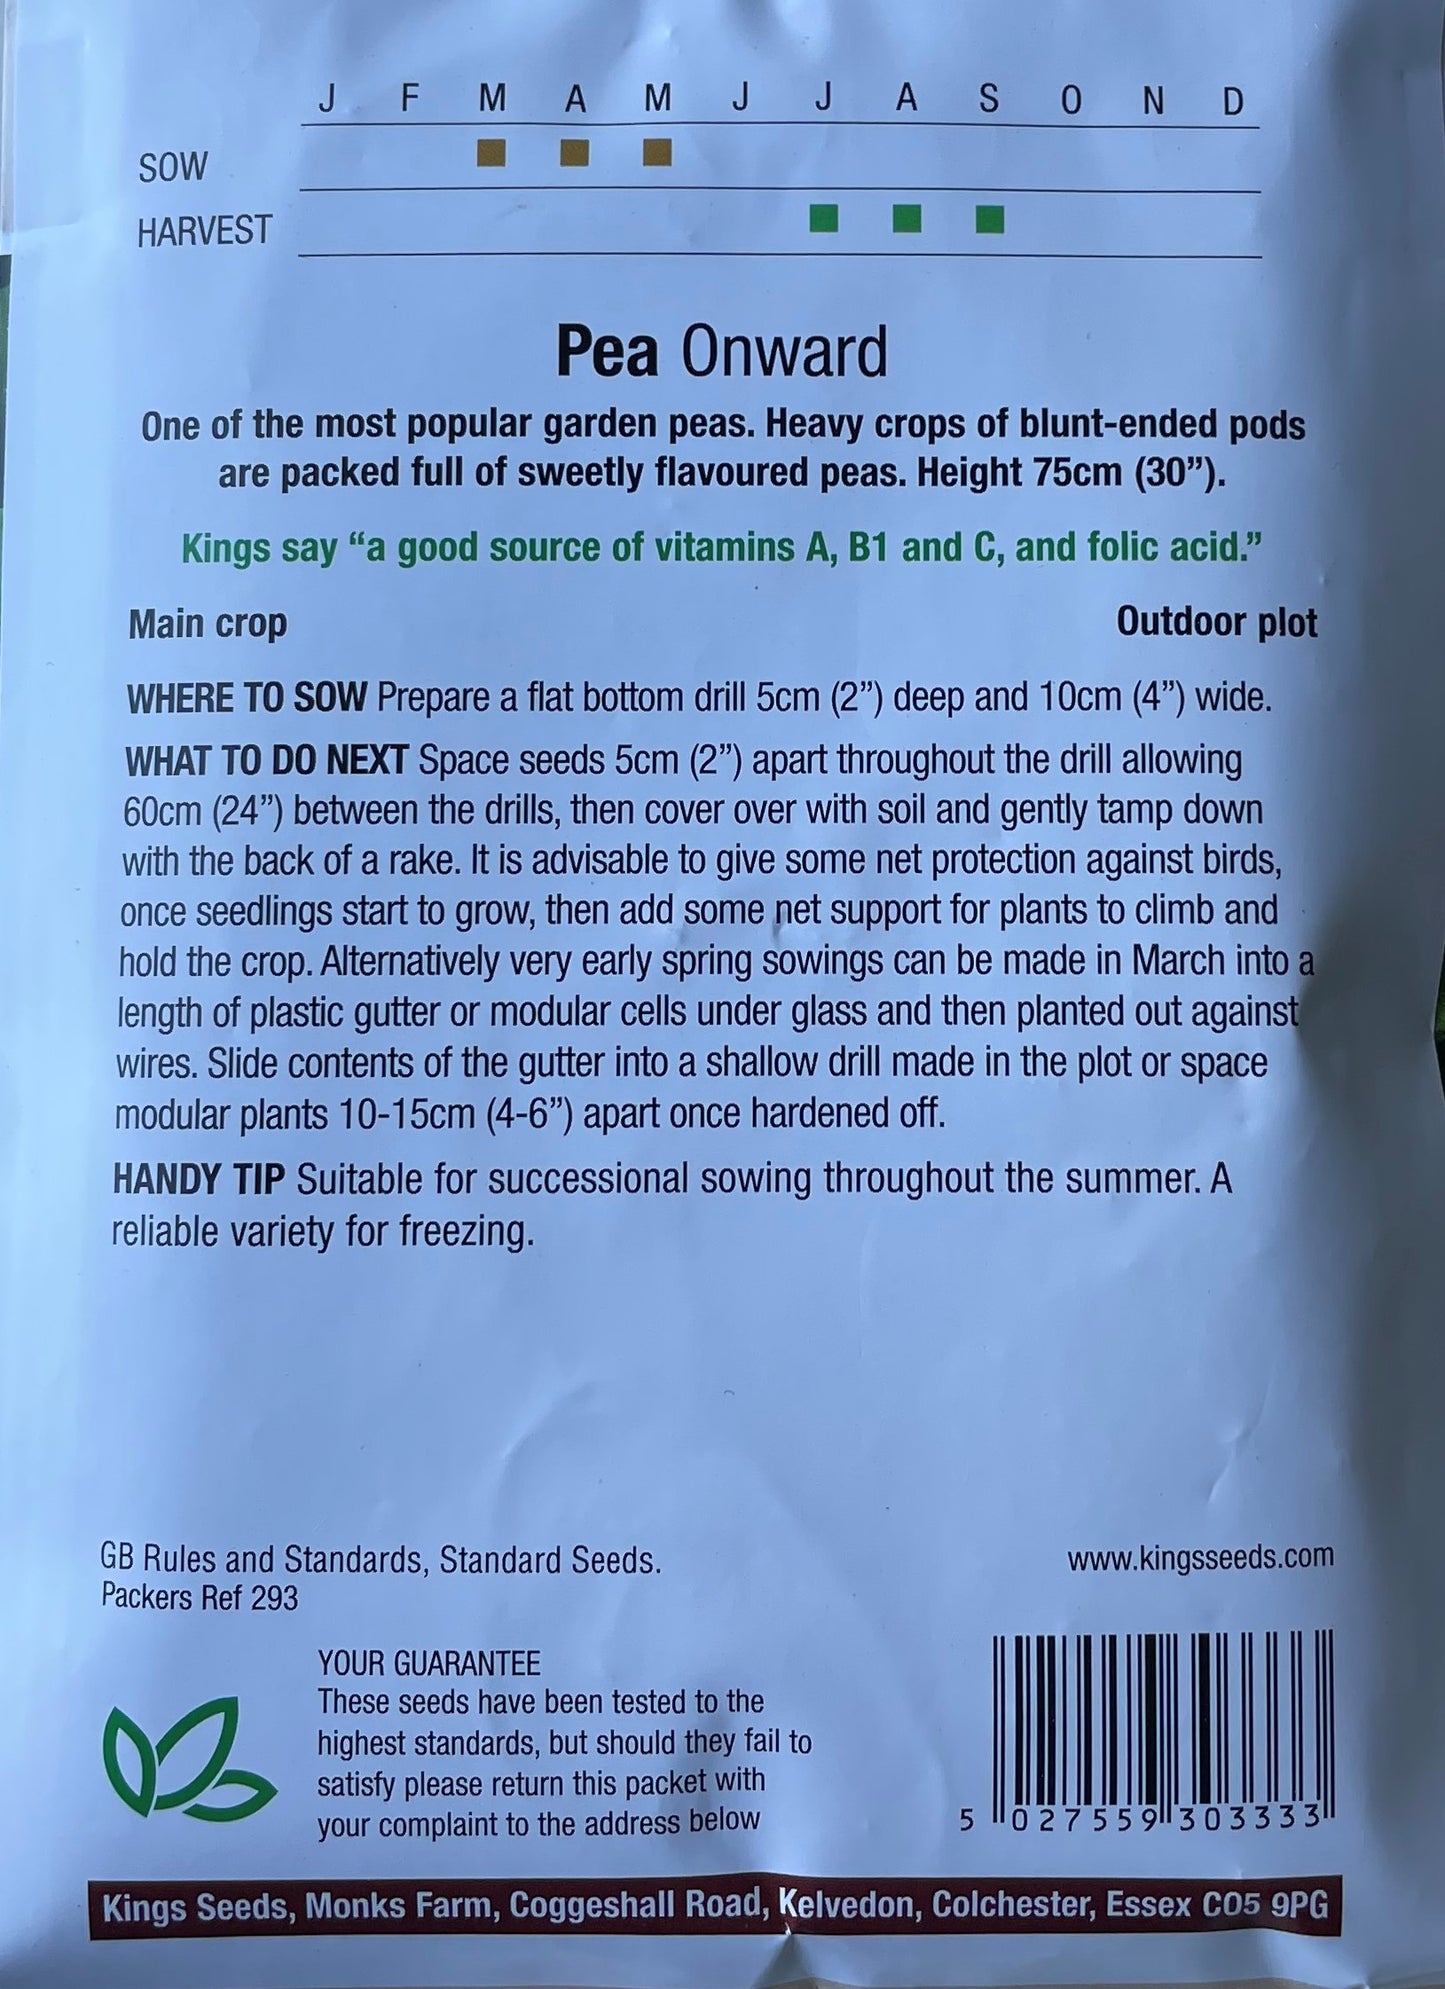 J F M A M J J A S O N D
SOW
HARVEST
Pea Onward
One of the most popular garden peas. Heavy crops of blunt-ended pods
are packed full of sweetly flavoured peas. Height 75cm (30”).
Kings say “a good source of vitamins A, B1 and C, and folic acid.”
Main crop Outdoor plot
WHERE TO SOW Prepare a flat bottom drill 5cm (2”) deep and 10cm (4”) wide.
WHAT TO DO NEXT Space seeds 5cm (2”) apart throughout the drill allowing
60cm (24”) between the drills, then cover over with soil and gently tamp down
with the back of a rake. It is advisable to give some net protection against birds,
once seedlings start to grow, then add some net support for plants to climb and
hold the crop. Alternatively very early spring sowings can be made in March into a
length of plastic gutter or modular cells under glass and then planted out against
wires. Slide contents of the gutter into a shallow drill made in the plot or space
modular plants 10-15cm (4-6”) apart once hardened off.
HANDY TIP Suitable for successional sowing throughout the summer. A
reliable variety for freezing.
GB Rules and Standards, Standard Seeds.
Packers Ref 293
www.kingsseeds.com
YOUR GUARANTEE
These seeds have been tested to the
highest standards, but should they fail to
satisfy please return this packet with
your complaint to the address below
5 027559 303333
Kings Seeds, Monks Farm, Coggeshall Road, Kelvedon, Colchester, Essex CO5 9PG